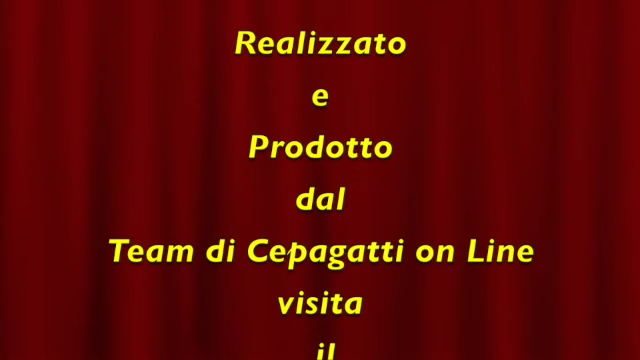 Realizzato
e
Prodotto
dal
Team di Cepagatti on Line
visita
il